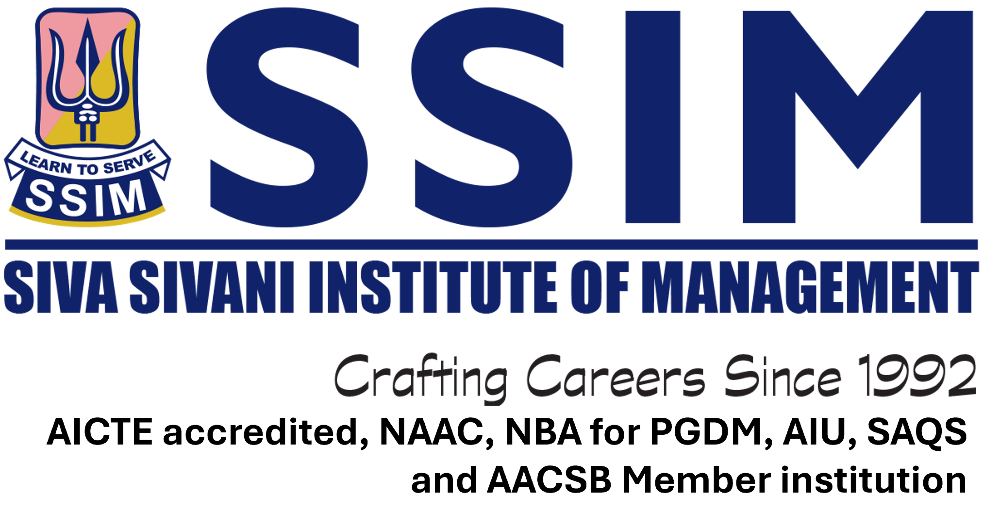 LEARN TO SERVE
SSIM
SSIM
SIVA SIVANI INSTITUTE OF MANAGEMENT
Crafting Careers Since 1992
AICTE accredited, NAAC, NBA for PGDM, AIU, SAQS
and AACSB Member institution